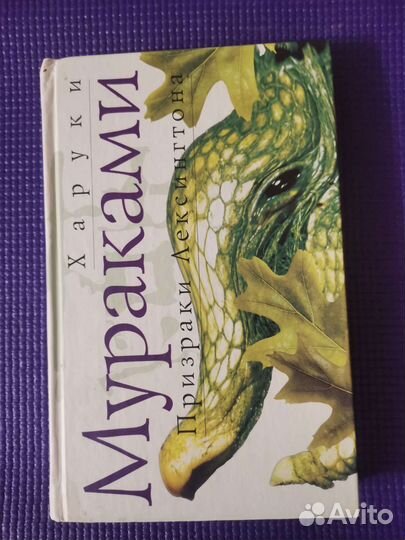 Харуки
Мураками
Призраки Лексингтона
Avito